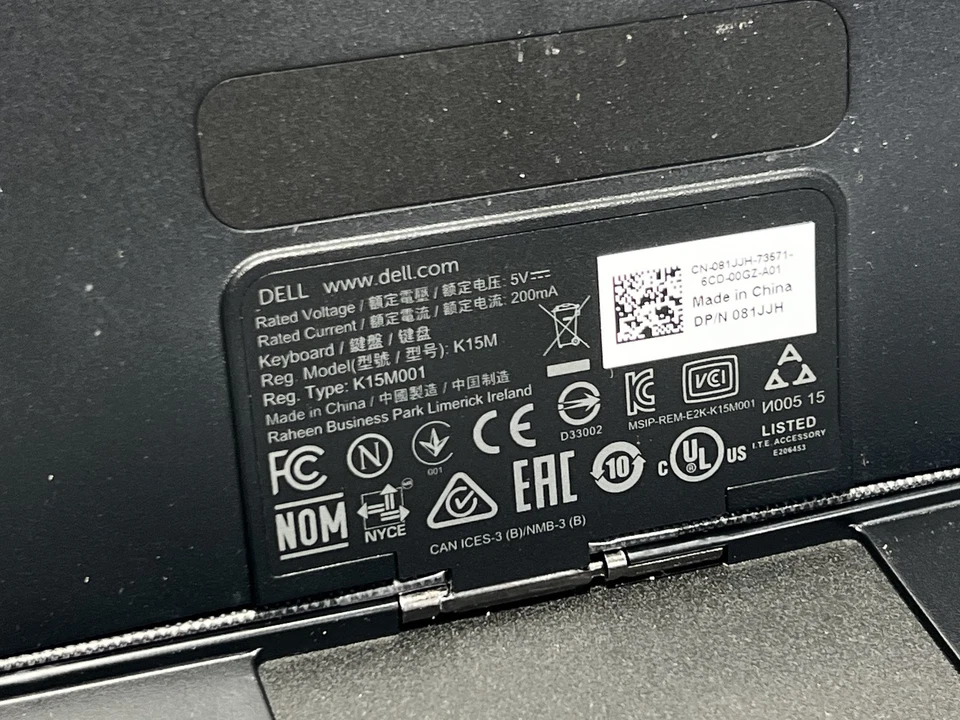 DELL www.dell.com
Rated Voltage / 額定電壓 / 额定电压: 5V
Rated Current / 額定電流 / 额定电流: 200mA
Keyboard / 鍵盤 / 键盘
Reg. Model(型號 / 型号): K15M
Reg. Type: K15M001
Made in China / 中國製造 / 中国制造
Raheen Business Park Limerick Ireland
CN-081JJH-73571-
6CD-00GZ-A01
Made in China
DP/N 081JJH
FC
N
G01
CE
D33002
MSIP-REM-E2K-K15M001
VCI
И005 15
NOM
NYCE
CAN ICES-3 (B)/NMB-3 (B)
EAC
10
c UL ® US
LISTED
I.T.E. ACCESSORY
E206453